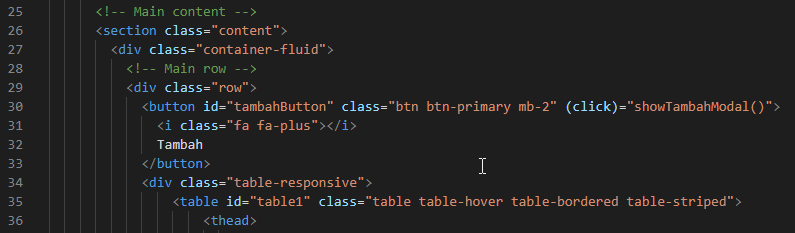 25 <!-- Main content -->
26 <section class="content">
27 <div class="container-fluid">
28 <!-- Main row -->
29 <div class="row">
30 <button id="tambahButton" class="btn btn-primary mb-2" (click)="showTambahModal()">
31 <i class="fa fa-plus"></i>
32 Tambah
33 </button>
34 <div class="table-responsive">
35 <table id="table1" class="table table-hover table-bordered table-striped">
36 <thead>